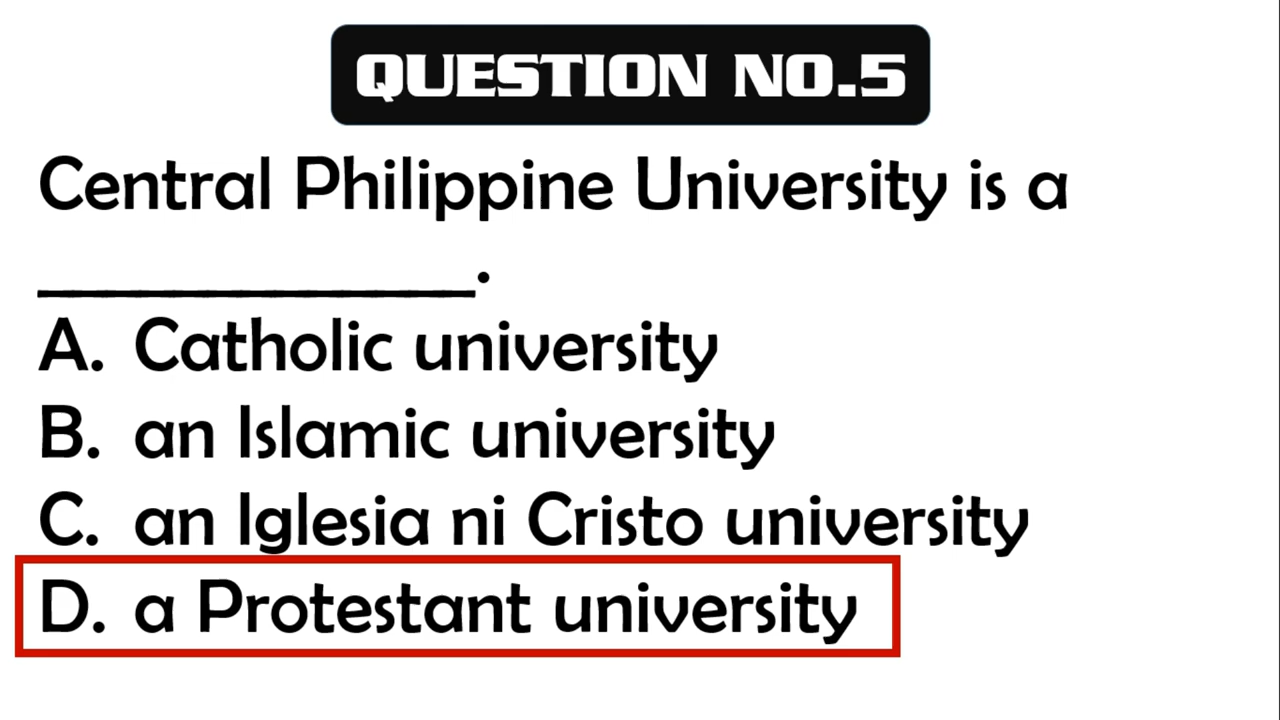 QUESTION NO.5
Central Philippine University is a
____________.
A. Catholic university
B. an Islamic university
C. an Iglesia ni Cristo university
D. a Protestant university